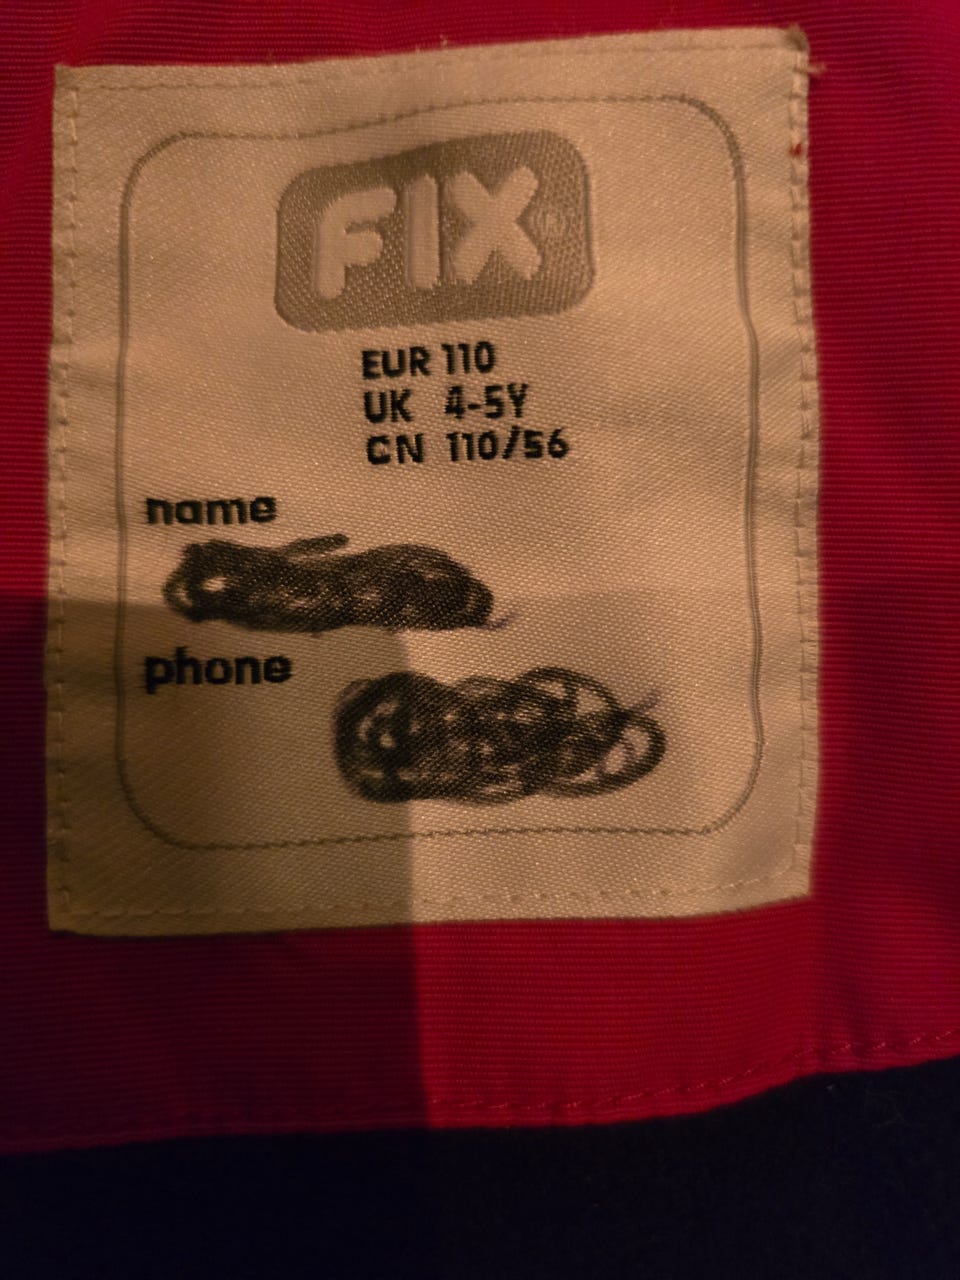 FIX®
EUR 110
UK 4-5Y
CN 110/56
name
phone